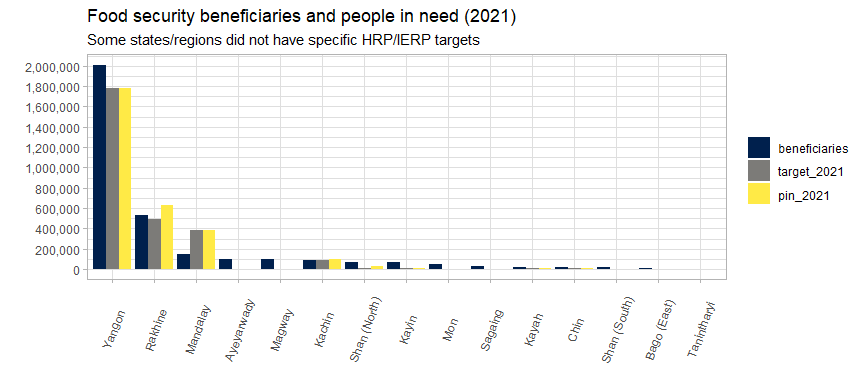 Food security beneficiaries and people in need (2021)
Some states/regions did not have specific HRP/IERP targets
2,000,000
1,800,000
1,600,000
1,400,000
1,200,000
1,000,000
800,000
600,000
400,000
200,000
0
Yangon
Rakhine
Mandalay
Ayeyarwady
Magway
Kachin
Shan (North)
Kayin
Mon
Sagaing
Kayah
Chin
Shan (South)
Bago (East)
Tanintharyi
beneficiaries
target_2021
pin_2021